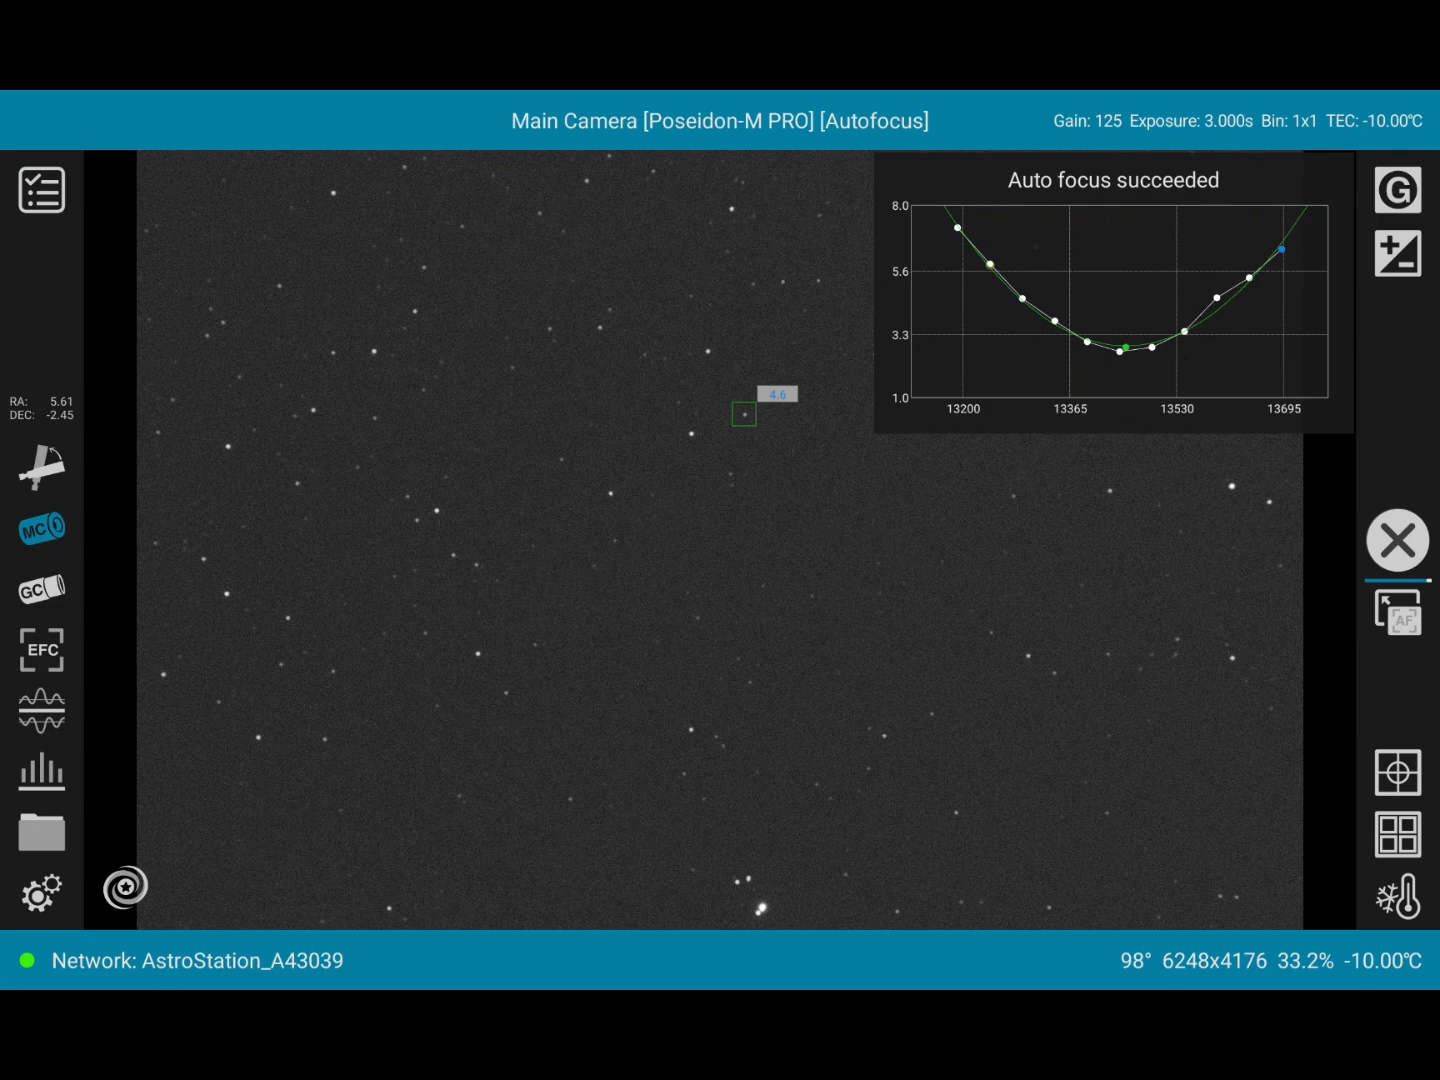 Main Camera [Poseidon-M PRO] [Autofocus]
Gain: 125 Exposure: 3.000s Bin: 1x1 TEC: -10.00℃
Auto focus succeeded
8.0
5.6
3.3
1.0
13200 13365 13530 13695
G
4.6
RA: 5.61
DEC: -2.45
MC
GC
EFC
AF
Network: AstroStation_A43039
98° 6248x4176 33.2% -10.00℃